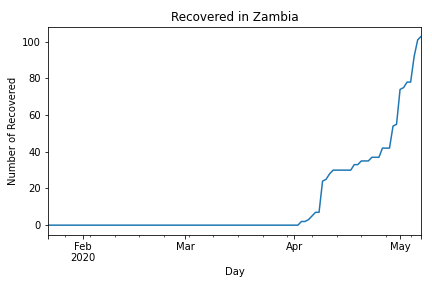 Recovered in Zambia
Number of Recovered
100
80
60
40
20
0
Feb
2020
Mar
Apr
May
Day